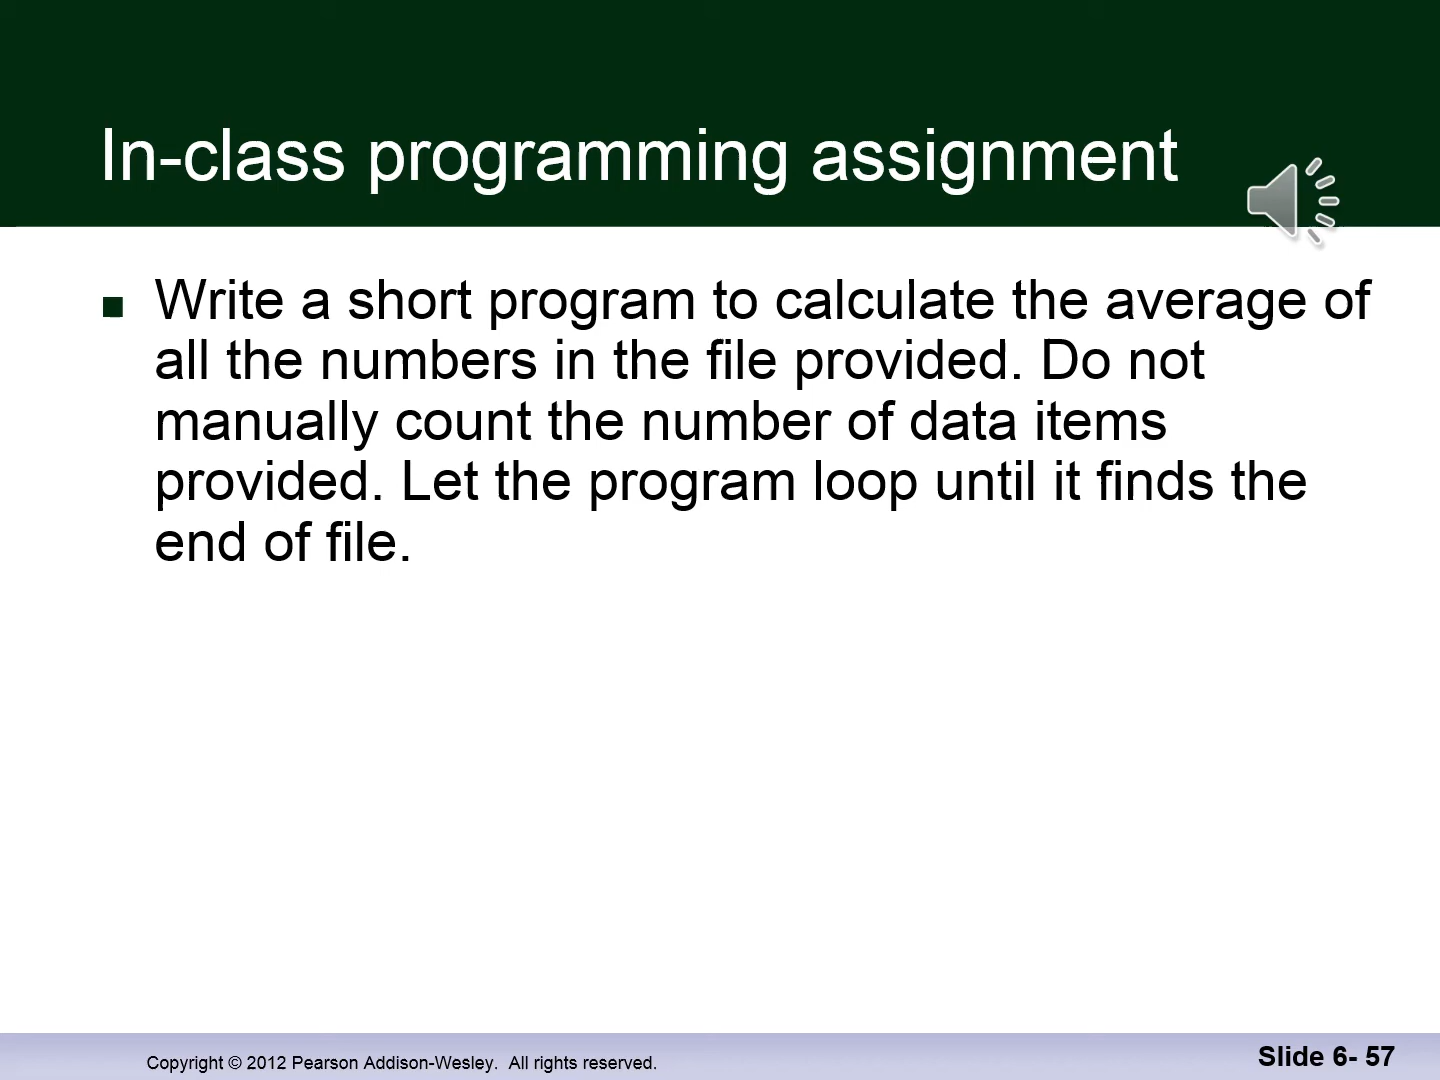 In-class programming assignment
Write a short program to calculate the average of
all the numbers in the file provided. Do not
manually count the number of data items
provided. Let the program loop until it finds the
end of file.
Copyright © 2012 Pearson Addison-Wesley. All rights reserved.
Slide 6- 57